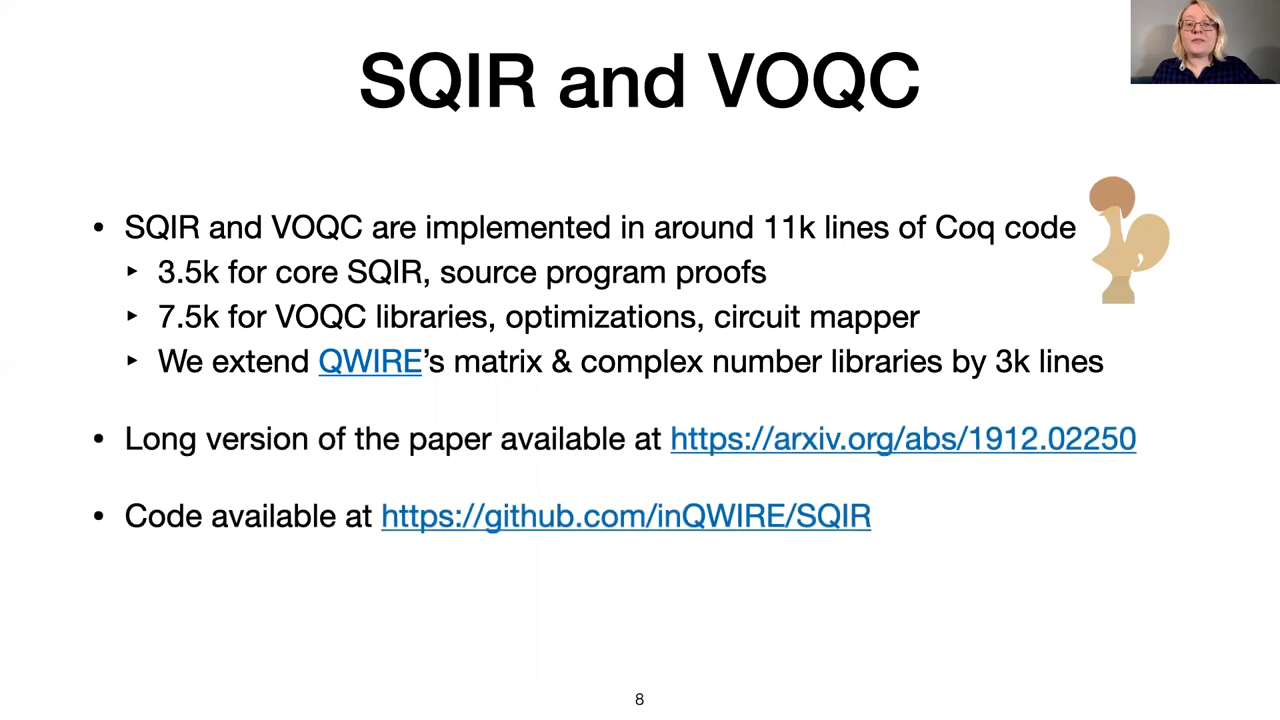 SQIR and VOQC
• SQIR and VOQC are implemented in around 11k lines of Coq code
‣ 3.5k for core SQIR, source program proofs
‣ 7.5k for VOQC libraries, optimizations, circuit mapper
‣ We extend QWIRE’s matrix & complex number libraries by 3k lines
• Long version of the paper available at https://arxiv.org/abs/1912.02250
• Code available at https://github.com/inQWIRE/SQIR
8